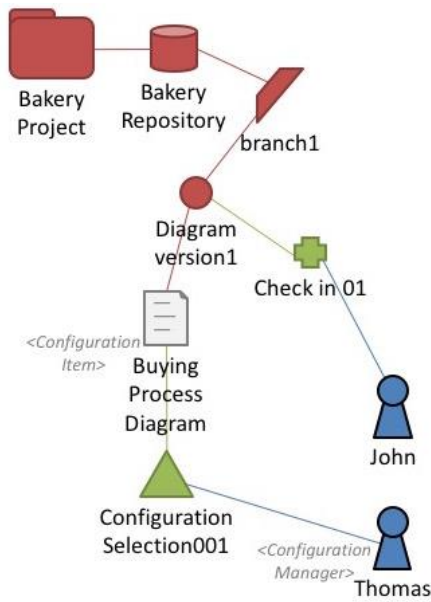 Bakery
Project
Bakery
Repository
branch1
Diagram
version1
Check in 01
<Configuration
Item>
Buying
Process
Diagram
John
Configuration
Selection001
<Configuration
Manager>
Thomas